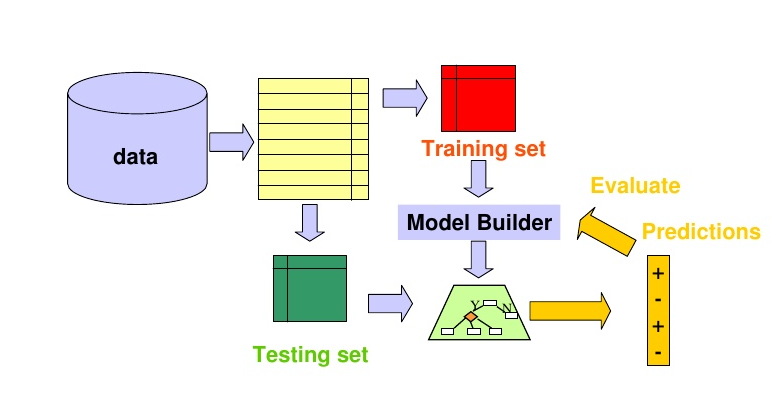 data
Training set
Evaluate
Model Builder
Predictions
Y
N
+
-
+
-
Testing set